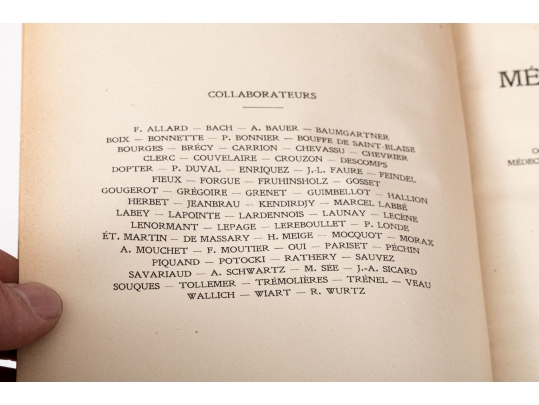 COLLABORATEURS
F. ALLARD — BACH — A. BAUER — BAUMGARTNER
BOIX — BONNETTE — P. BONNIER — BOUFFE DE SAINT-BLAISE
BOURGES — BRÉCY — CARRION — CHEVASSU — CHEVRIER
CLERC — COUVELAIRE — CROUZON — DESCOMPS
DOPTER — P. DUVAL — ENRIQUEZ — J.-L. FAURE — FEINDEL
FIEUX — FORGUE — FRUHINSHOLZ — GOSSET
GOUGEROT — GRÉGOIRE — GRENET — GUIMBELLOT — HALLION
HERBET — JEANBRAU — KENDIRDJY — MARCEL LABBÉ
LABEY — LAPOINTE — LARDENNOIS — LAUNAY — LECÈNE
LENORMANT — LEPAGE — LEREBOULLET — P. LONDE
ÉT. MARTIN — DE MASSARY — H. MEIGE — MOCQUOT — MORAX
A. MOUCHET — F. MOUTIER — OUI — PARISET — PÉCHIN
PIQUAND — POTOCKI — RATHERY — SAUVEZ
SAVARIAUD — A. SCHWARTZ — M. SÉE — J.-A. SICARD
SOUQUES — TOLLEMER — TRÉMOLIÈRES — TRÉNEL — VEAU
WALLICH — WIART — R. WURTZ
MÉ
MÉDEC